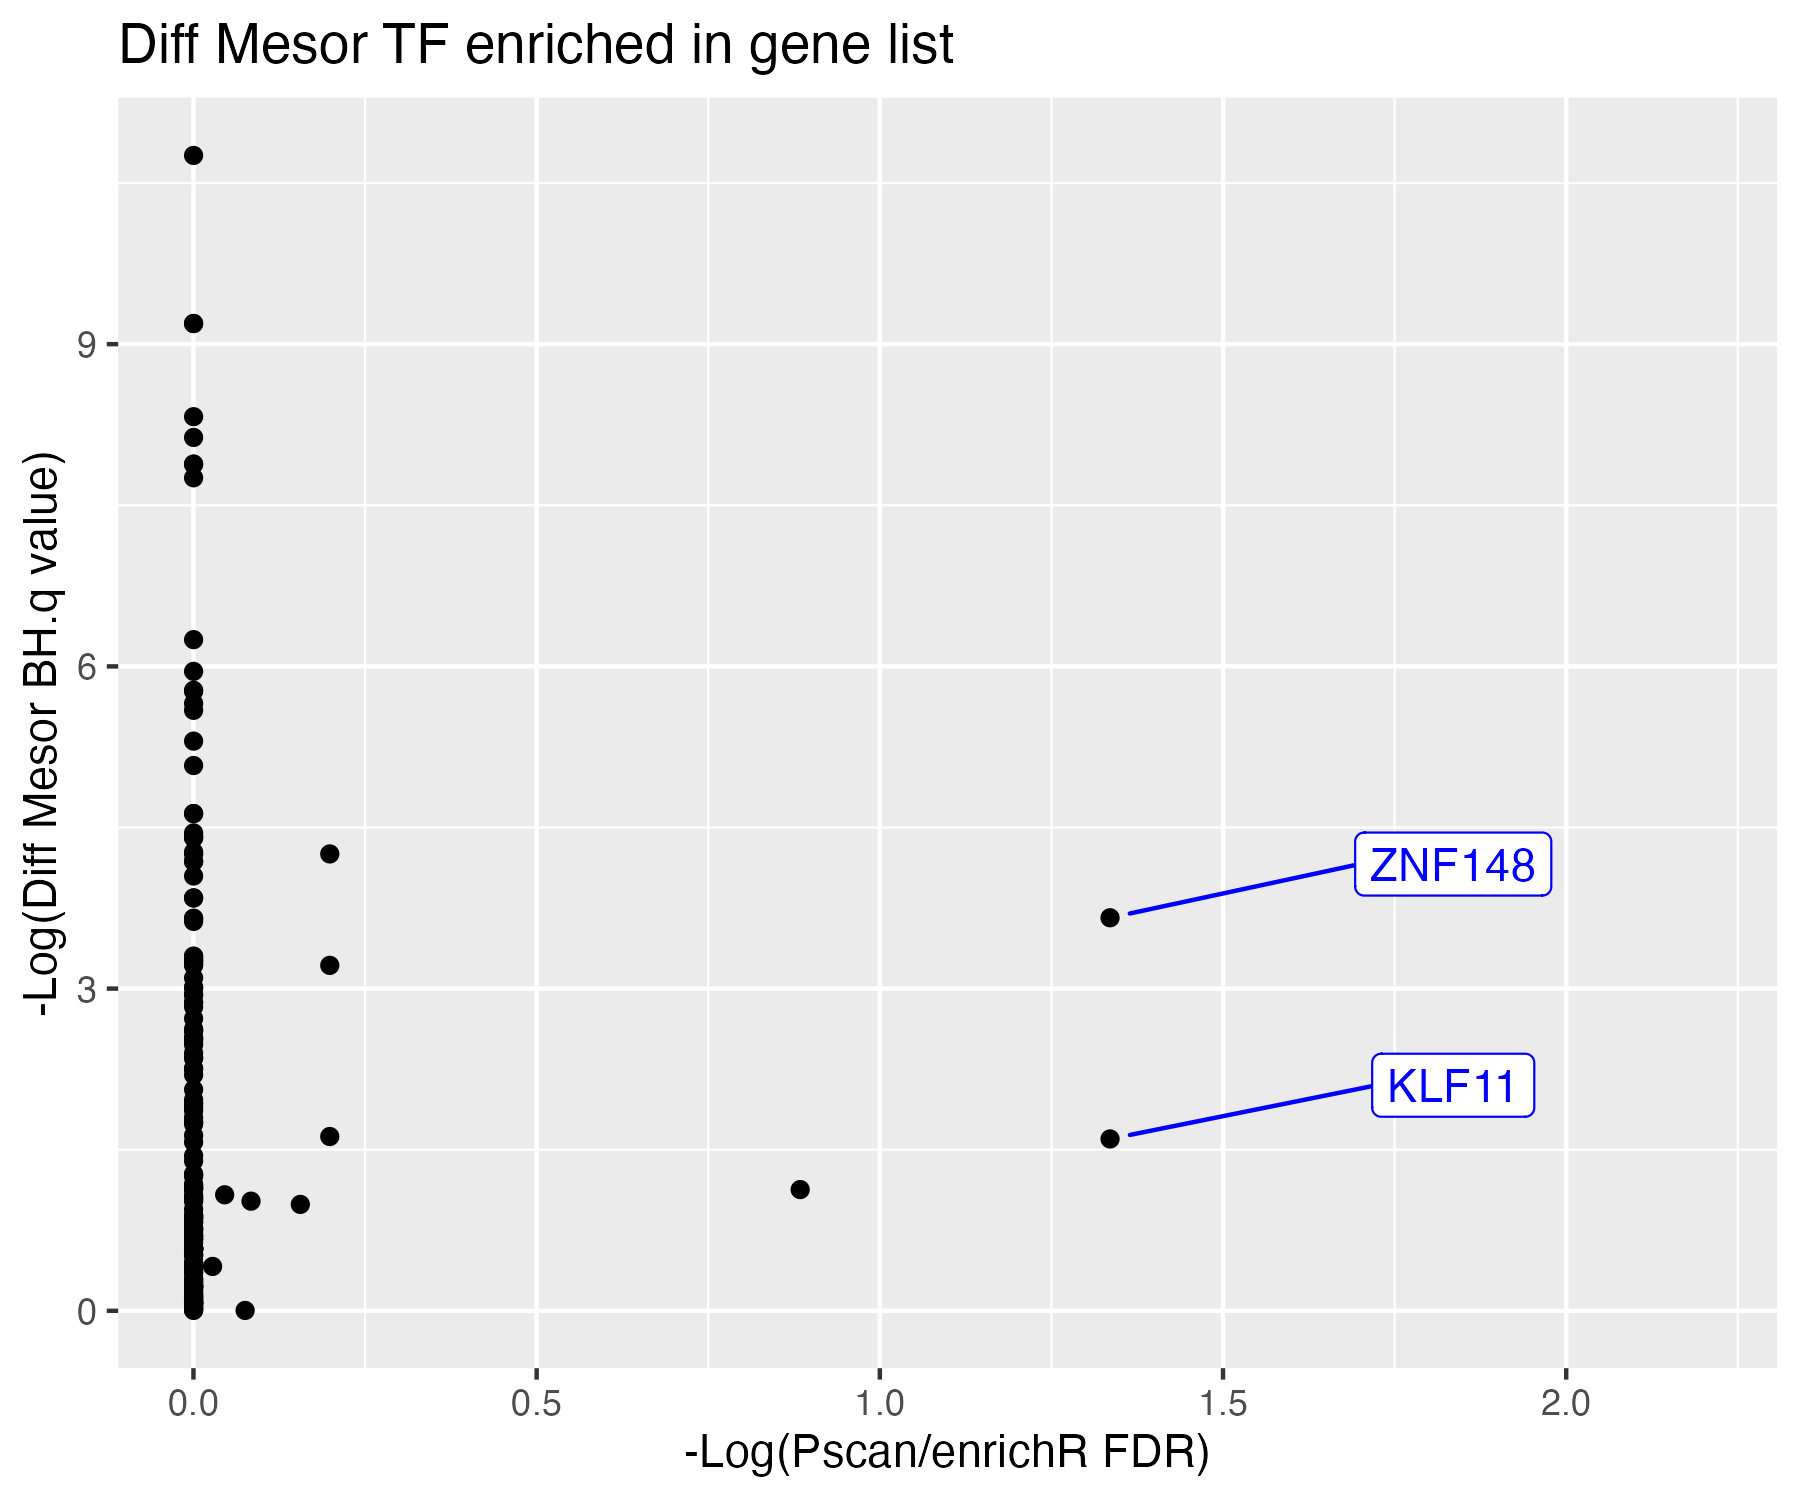 Diff Mesor TF enriched in gene list
-Log(Diff Mesor BH.q value)
9
6
3
0
ZNF148
KLF11
0.0 0.5 1.0 1.5 2.0
-Log(Pscan/enrichR FDR)